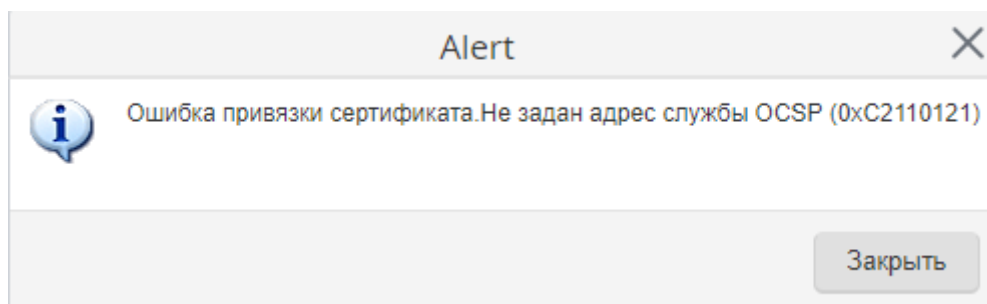 Alert
Ошибка привязки сертификата.Не задан адрес службы OCSP (0xC2110121)
Закрыть